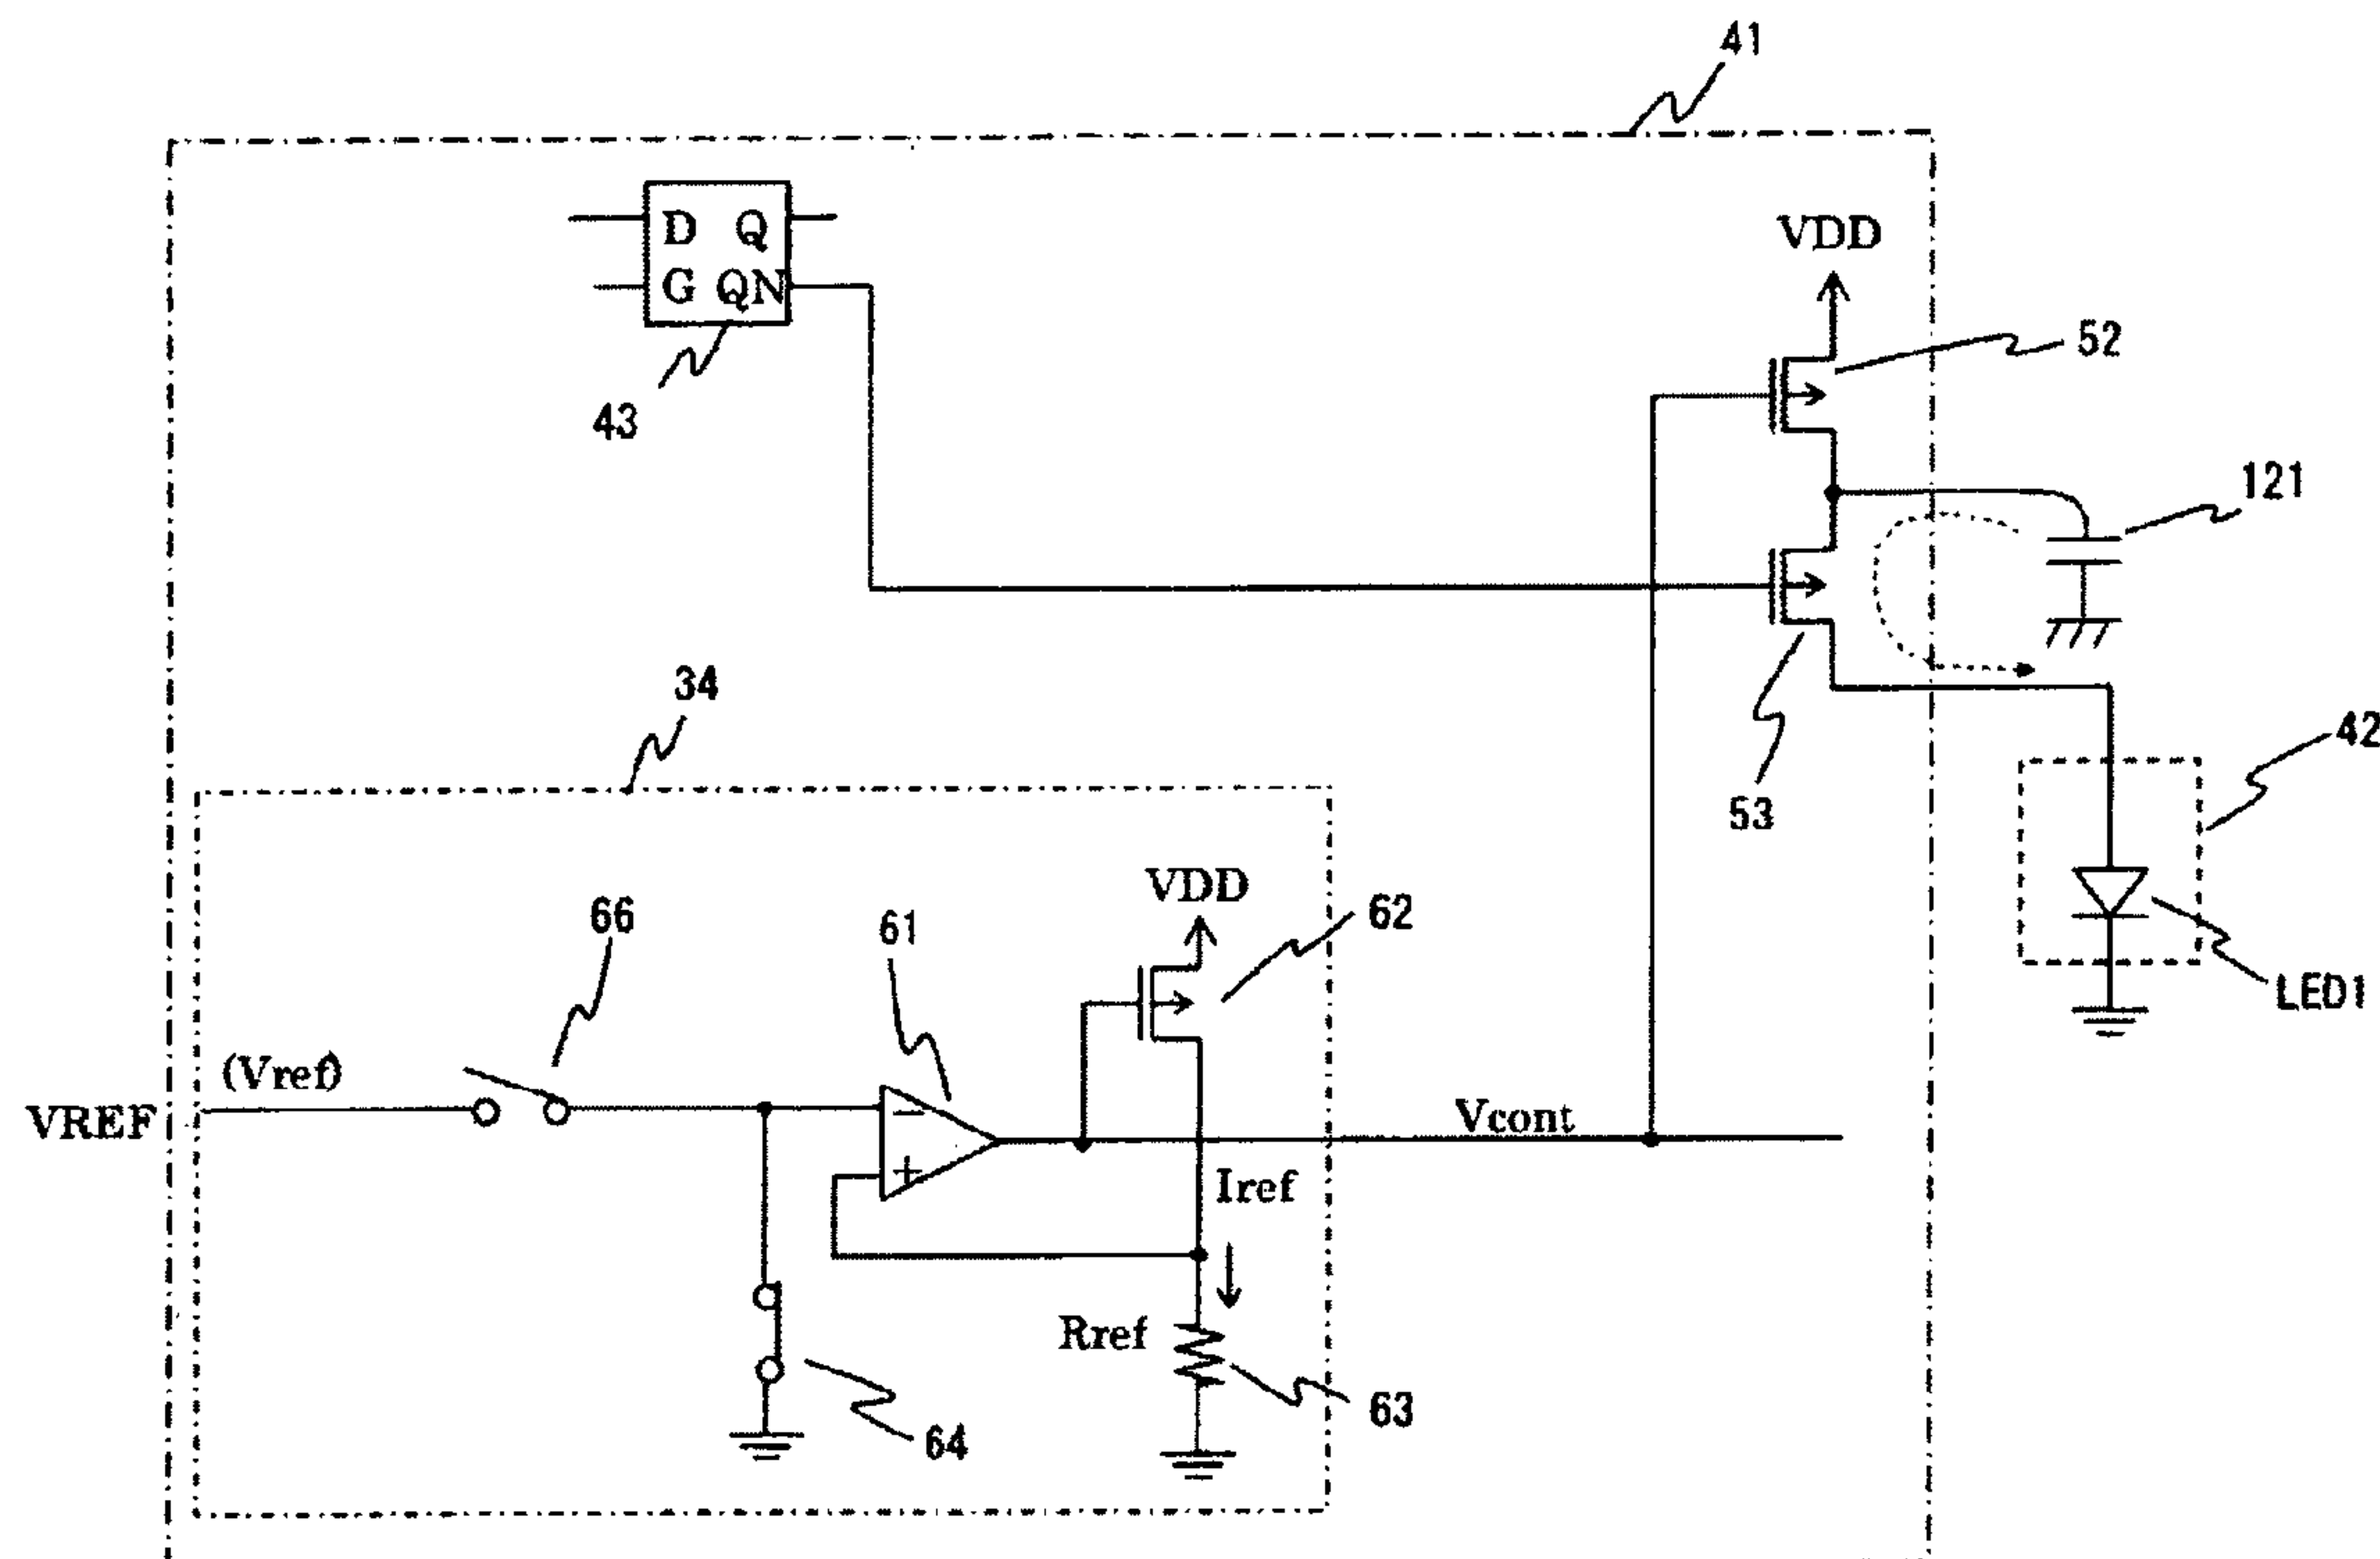 41
D Q
G QN
43
VDD
52
121
53
34
42
LED1
VDD
62
66
61
(Vref)
VREF
Vcont
Iref
Rref
63
64
−
+